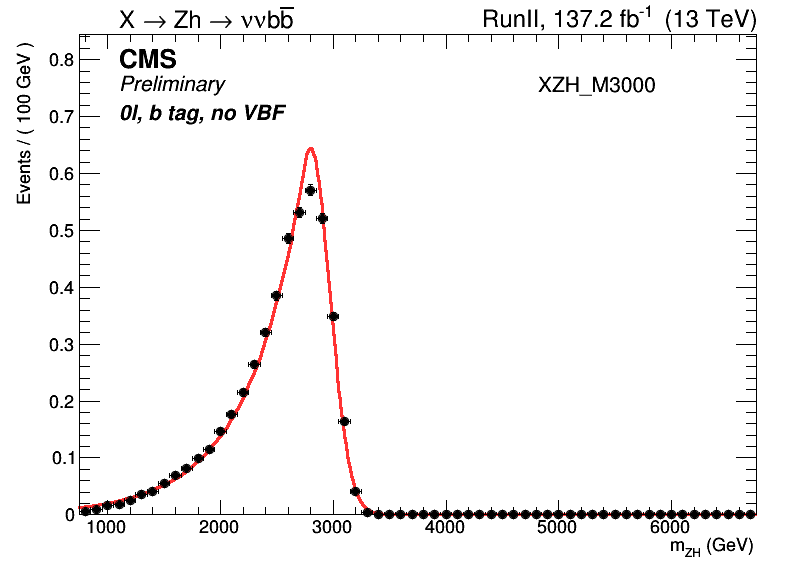 X → Zh → ννbb̅
RunII, 137.2 fb⁻¹ (13 TeV)
CMS
Preliminary
0l, b tag, no VBF
XZH_M3000
Events / ( 100 GeV )
0.8
0.7
0.6
0.5
0.4
0.3
0.2
0.1
0
1000 2000 3000 4000 5000 6000
m_ZH (GeV)